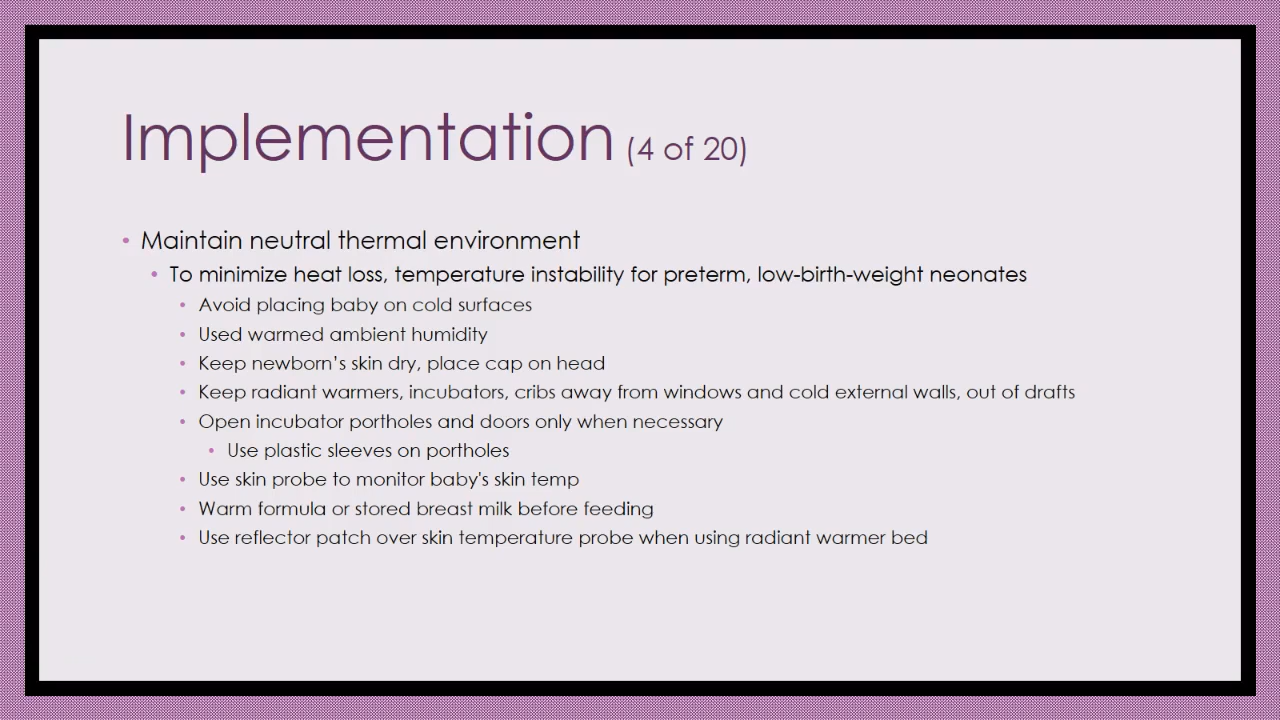 Implementation (4 of 20)
• Maintain neutral thermal environment
• To minimize heat loss, temperature instability for preterm, low-birth-weight neonates
• Avoid placing baby on cold surfaces
• Used warmed ambient humidity
• Keep newborn’s skin dry, place cap on head
• Keep radiant warmers, incubators, cribs away from windows and cold external walls, out of drafts
• Open incubator portholes and doors only when necessary
• Use plastic sleeves on portholes
• Use skin probe to monitor baby's skin temp
• Warm formula or stored breast milk before feeding
• Use reflector patch over skin temperature probe when using radiant warmer bed